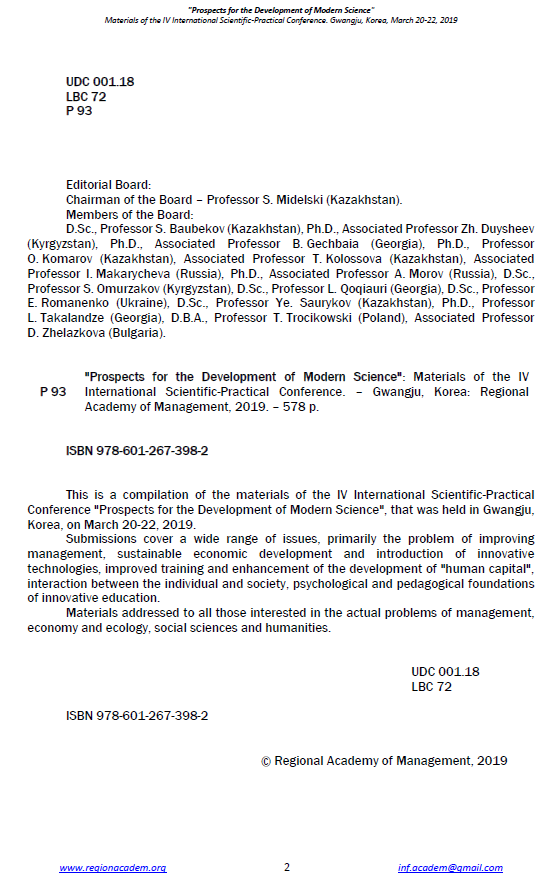 "Prospects for the Development of Modern Science"
Materials of the IV International Scientific-Practical Conference. Gwangju, Korea, March 20-22, 2019
UDC 001.18
LBC 72
P 93
Editorial Board:
Chairman of the Board – Professor S. Midelski (Kazakhstan).
Members of the Board:
D.Sc., Professor S. Baubekov (Kazakhstan), Ph.D., Associated Professor Zh. Duysheev
(Kyrgyzstan), Ph.D., Associated Professor B. Gechbaia (Georgia), Ph.D., Professor
O. Komarov (Kazakhstan), Associated Professor T. Kolossova (Kazakhstan), Associated
Professor I. Makarycheva (Russia), Ph.D., Associated Professor A. Morov (Russia), D.Sc.,
Professor S. Omurzakov (Kyrgyzstan), D.Sc., Professor L. Qoqiauri (Georgia), D.Sc., Professor
E. Romanenko (Ukraine), D.Sc., Professor Ye. Saurykov (Kazakhstan), Ph.D., Professor
L. Takalandze (Georgia), D.B.A., Professor T. Trocikowski (Poland), Associated Professor
D. Zhelazkova (Bulgaria).
"Prospects for the Development of Modern Science": Materials of the IV
P 93 International Scientific-Practical Conference. – Gwangju, Korea: Regional
Academy of Management, 2019. – 578 p.
ISBN 978-601-267-398-2
This is a compilation of the materials of the IV International Scientific-Practical
Conference "Prospects for the Development of Modern Science", that was held in Gwangju,
Korea, on March 20-22, 2019.
Submissions cover a wide range of issues, primarily the problem of improving
management, sustainable economic development and introduction of innovative
technologies, improved training and enhancement of the development of "human capital",
interaction between the individual and society, psychological and pedagogical foundations
of innovative education.
Materials addressed to all those interested in the actual problems of management,
economy and ecology, social sciences and humanities.
UDC 001.18
LBC 72
ISBN 978-601-267-398-2
© Regional Academy of Management, 2019
www.regionacadem.org 2 inf.academ@gmail.com